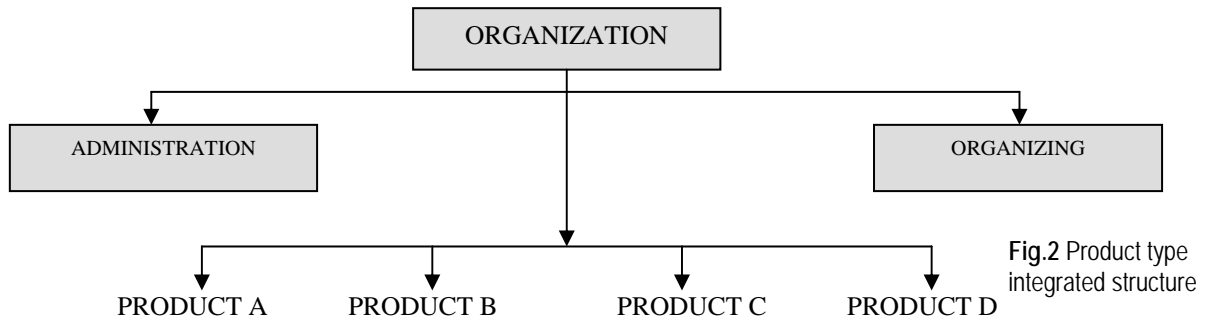 ORGANIZATION
ADMINISTRATION
ORGANIZING
Fig.2 Product type
integrated structure
PRODUCT A
PRODUCT B
PRODUCT C
PRODUCT D